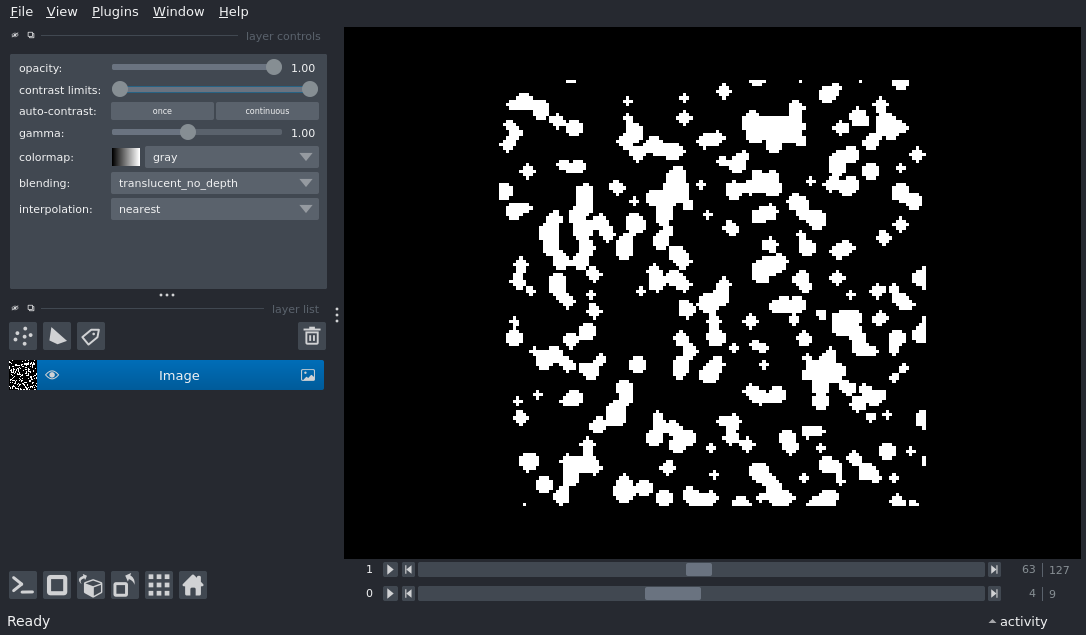 File View Plugins Window Help
layer controls
opacity: 1.00
contrast limits:
auto-contrast: once continuous
gamma: 1.00
colormap: gray
blending: translucent_no_depth
interpolation: nearest
layer list
Image
1 63 127
0 4 9
Ready activity